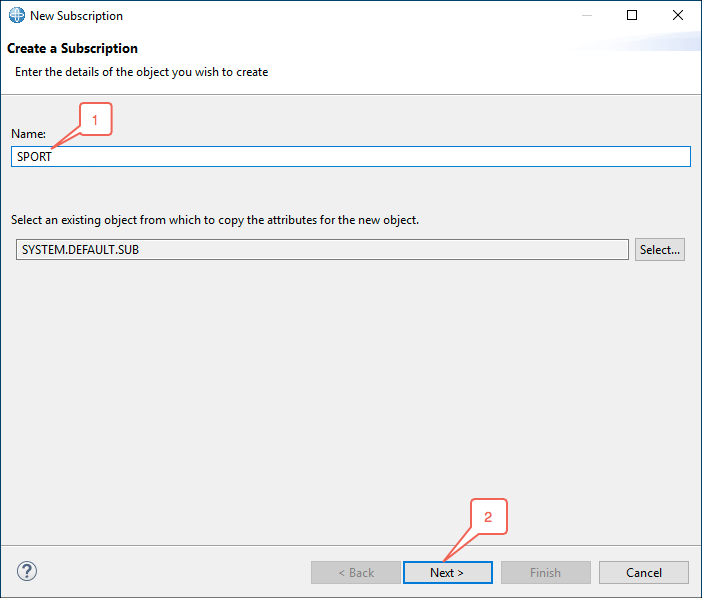 New Subscription
Create a Subscription
Enter the details of the object you wish to create
1
Name:
SPORT
Select an existing object from which to copy the attributes for the new object.
SYSTEM.DEFAULT.SUB Select...
2
? < Back Next > Finish Cancel